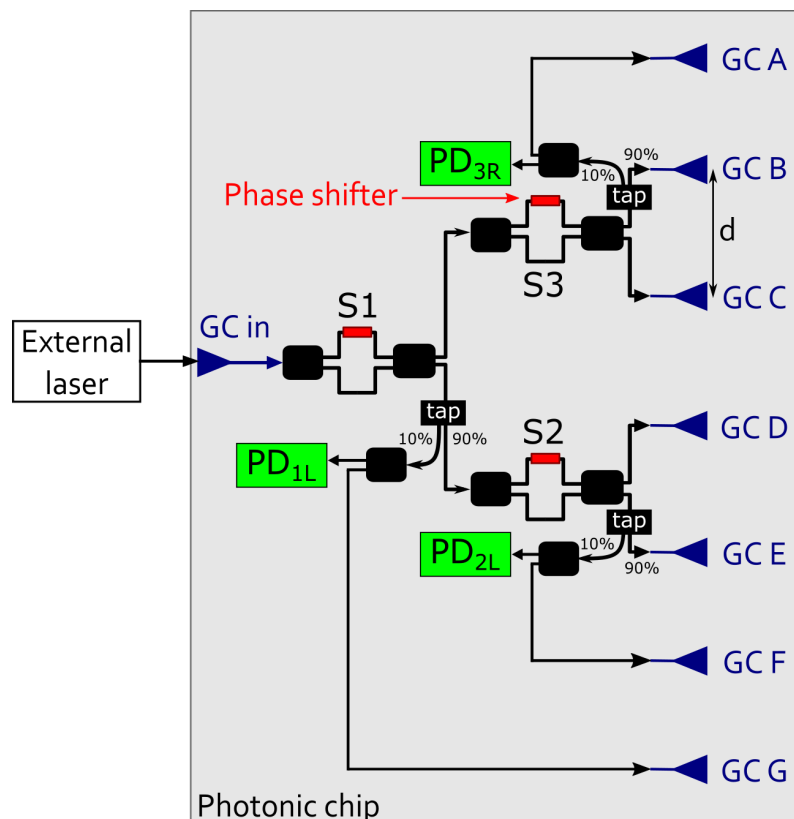 GC A
90%
PD3R
10%
GC B
tap
Phase shifter
d
S3
GC C
S1
GC in
External
laser
tap
S2
GC D
10%
90%
PD1L
tap
10%
PD2L
GC E
90%
GC F
GC G
Photonic chip